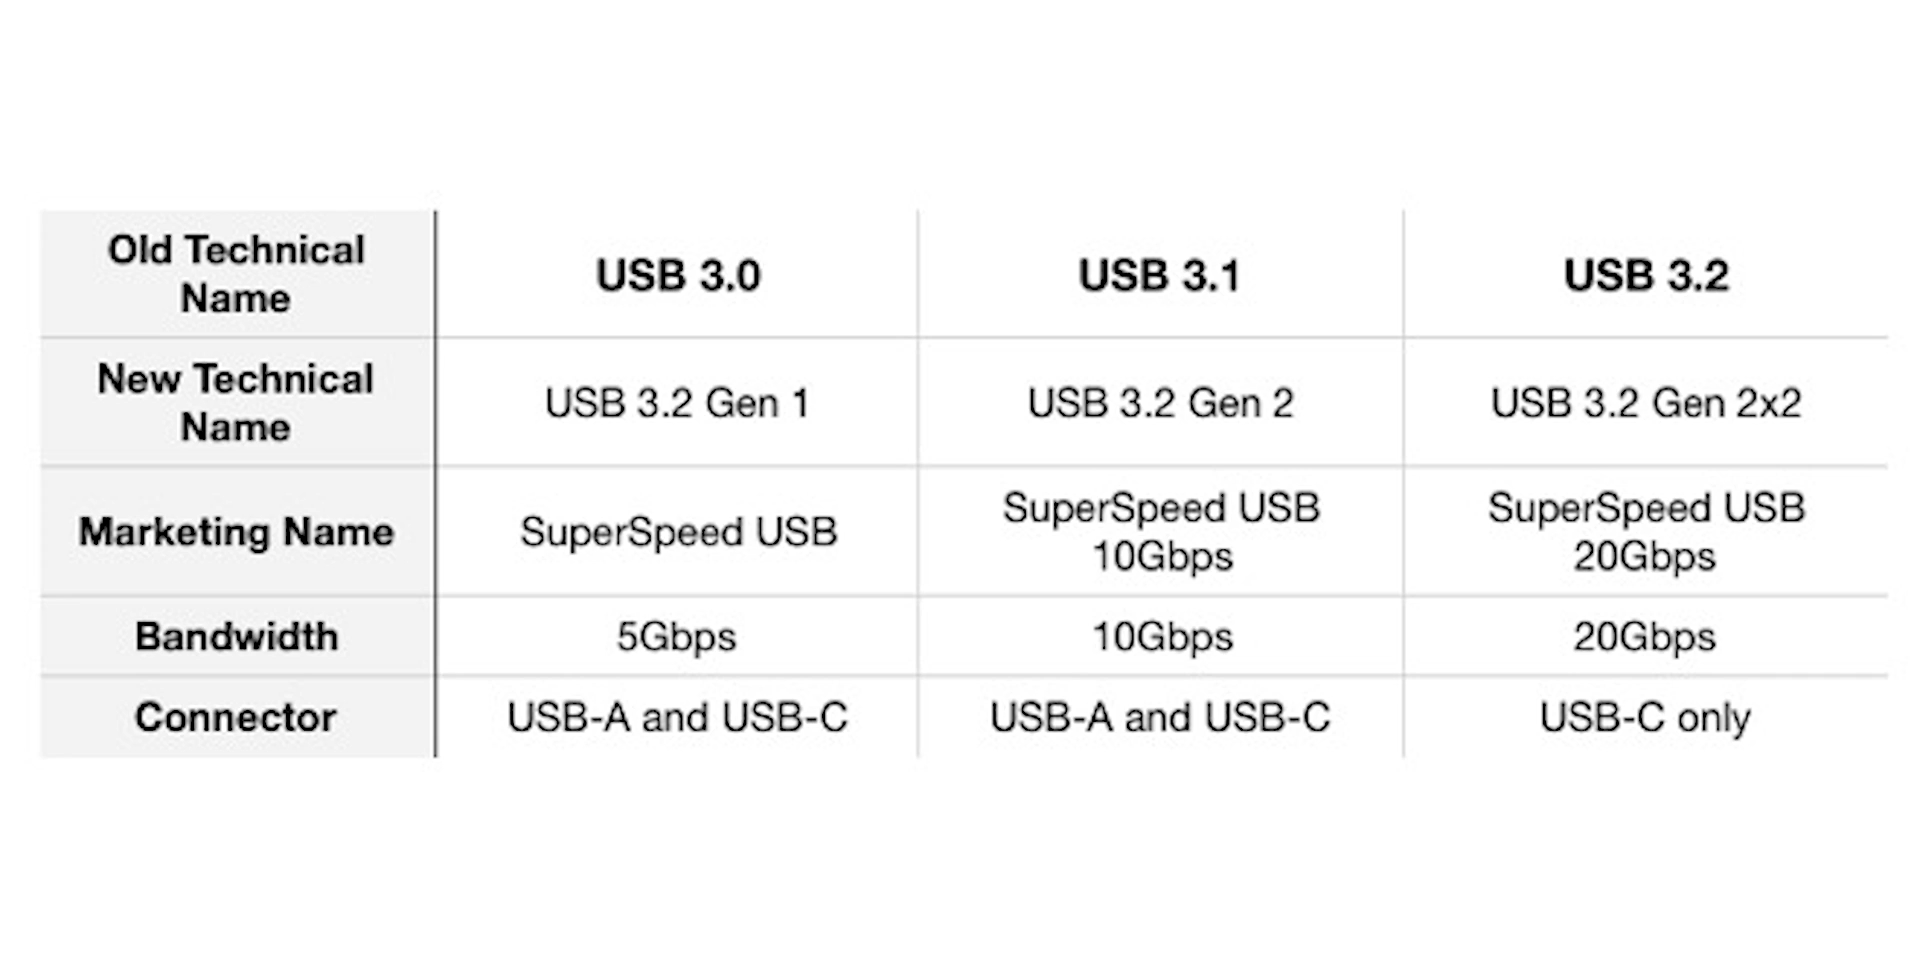 Old Technical
Name
USB 3.0
USB 3.1
USB 3.2
New Technical
Name
USB 3.2 Gen 1
USB 3.2 Gen 2
USB 3.2 Gen 2x2
Marketing Name
SuperSpeed USB
SuperSpeed USB
10Gbps
SuperSpeed USB
20Gbps
Bandwidth
5Gbps
10Gbps
20Gbps
Connector
USB-A and USB-C
USB-A and USB-C
USB-C only